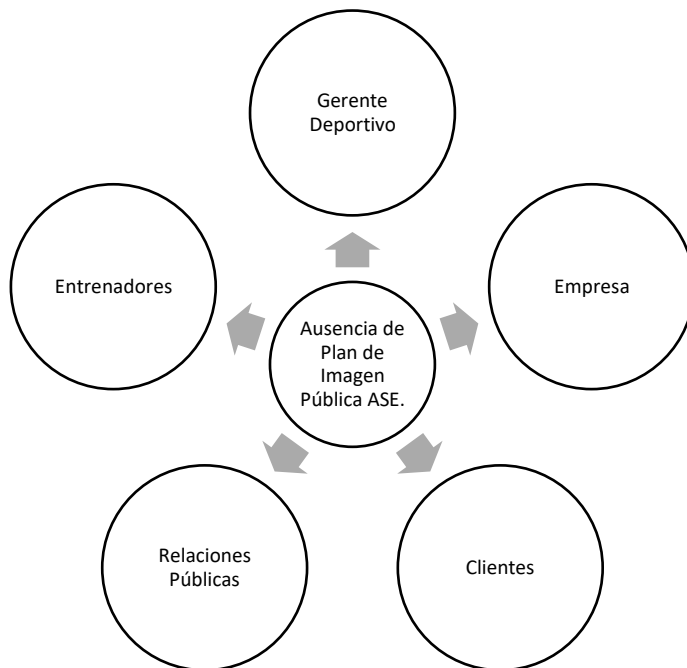 Gerente
Deportivo
Entrenadores
Empresa
Ausencia de
Plan de
Imagen
Pública ASE.
Relaciones
Públicas
Clientes